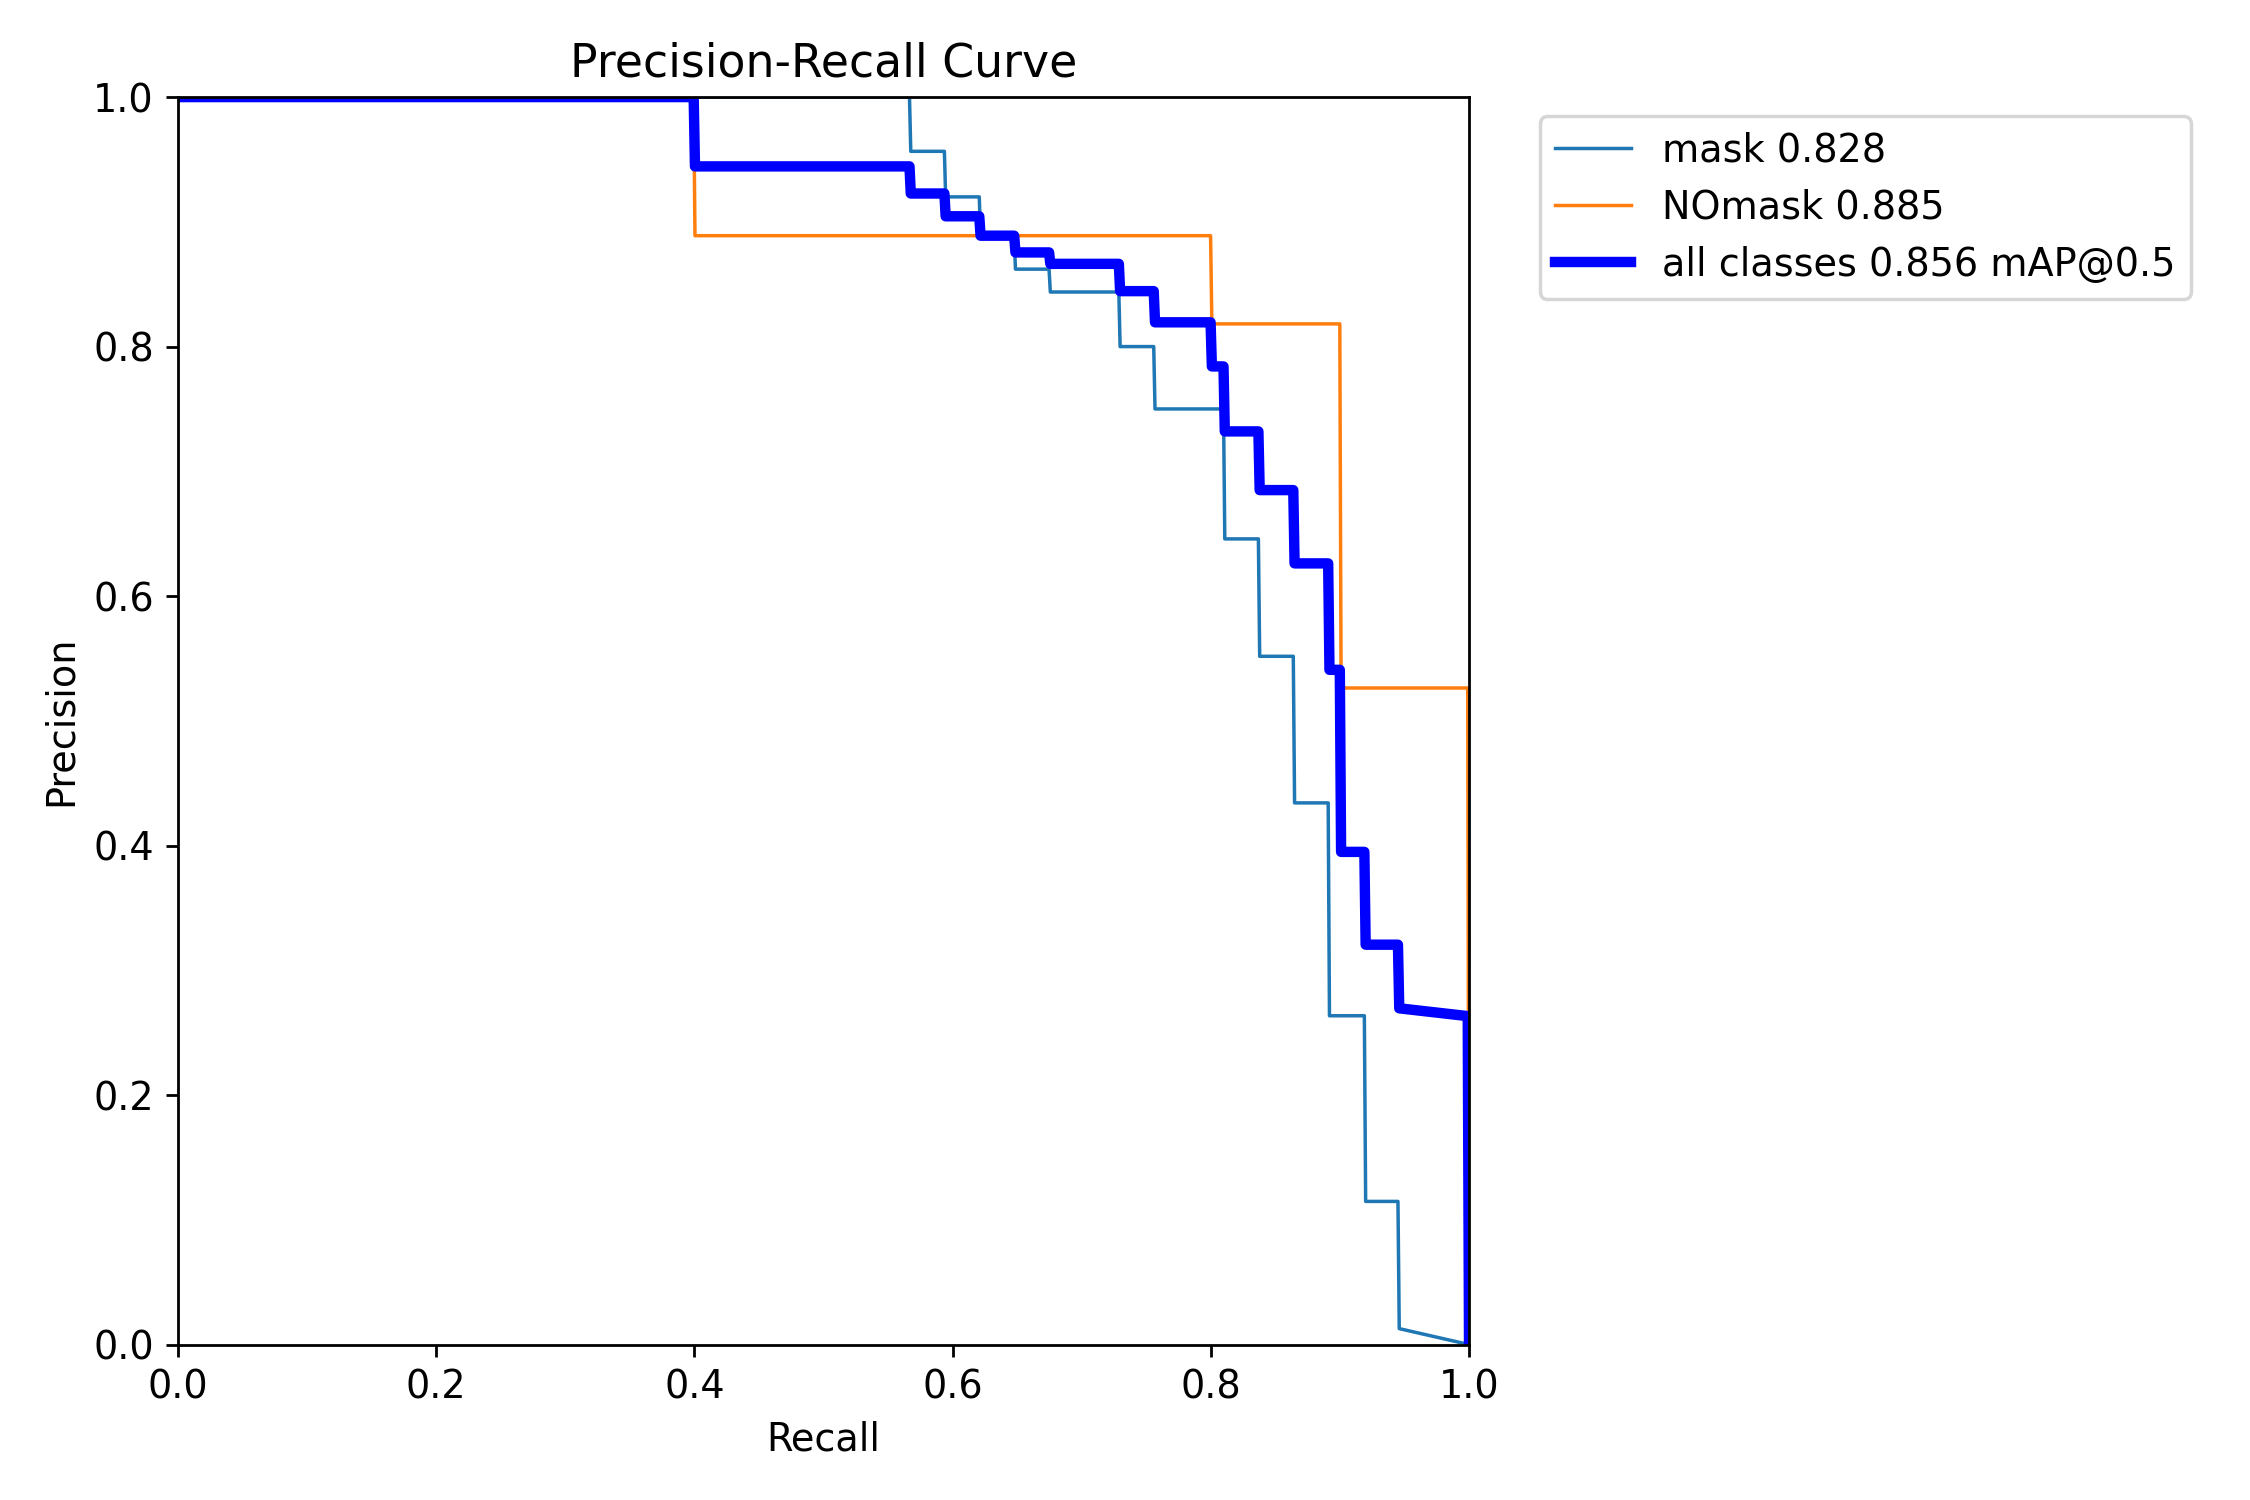 Precision-Recall Curve
1.0
0.8
0.6
0.4
0.2
0.0
Precision
0.0 0.2 0.4 0.6 0.8 1.0
Recall
mask 0.828
NOmask 0.885
all classes 0.856 mAP@0.5